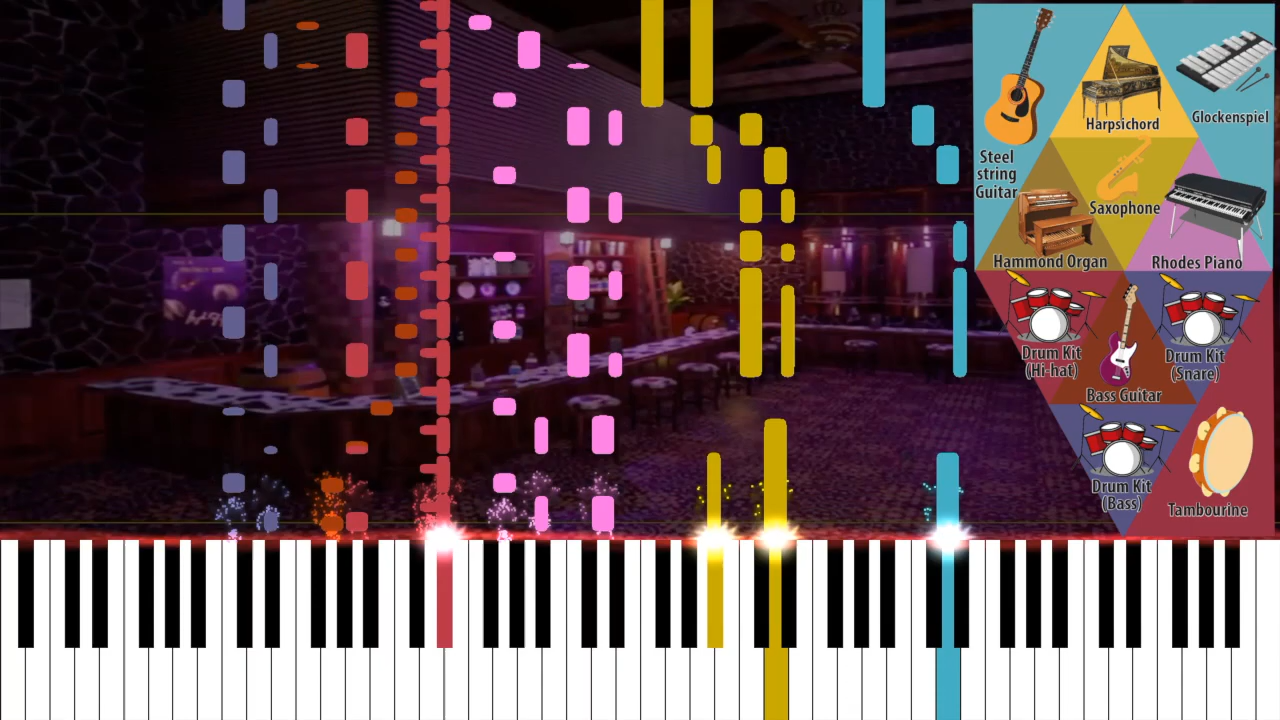 Harpsichord
Glockenspiel
Steel
string
Guitar
Saxophone
Hammond Organ
Rhodes Piano
Drum Kit
(Hi-hat)
Drum Kit
(Snare)
Bass Guitar
Drum Kit
(Bass)
Tambourine